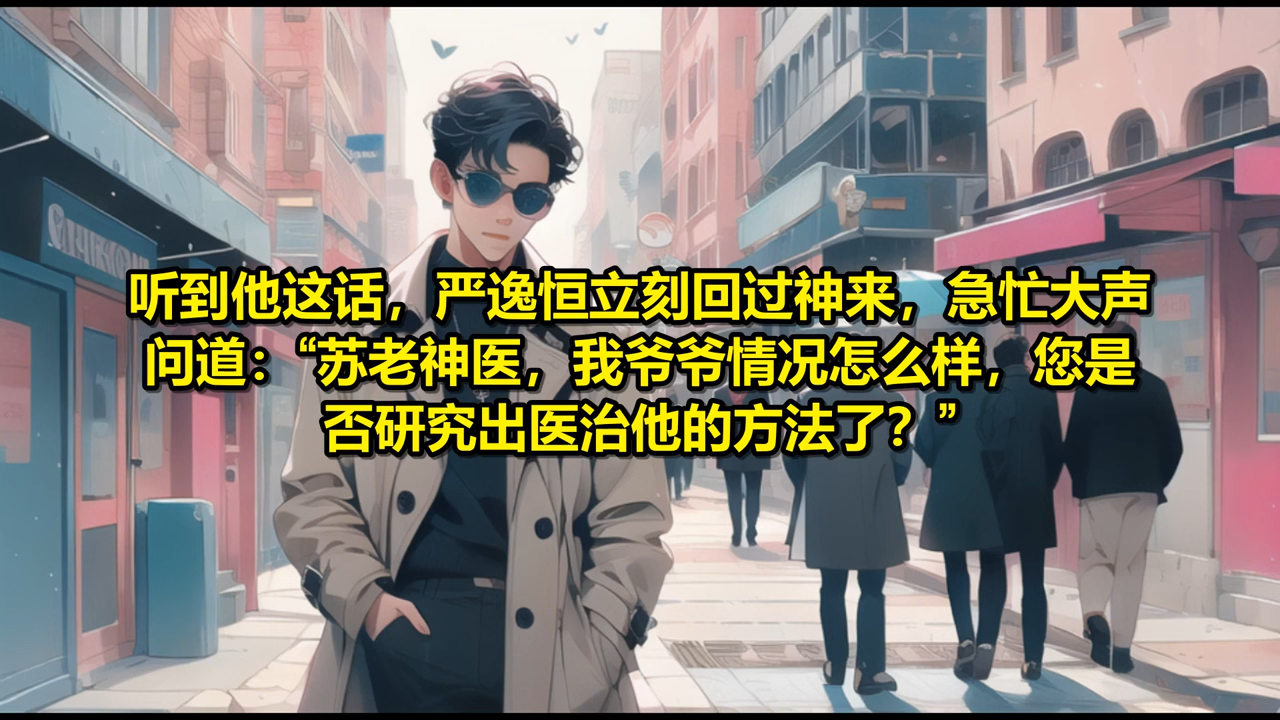 听到他这话，严逸恒立刻回过神来，急忙大声
问道：“苏老神医，我爷爷情况怎么样，您是
否研究出医治他的方法了？”